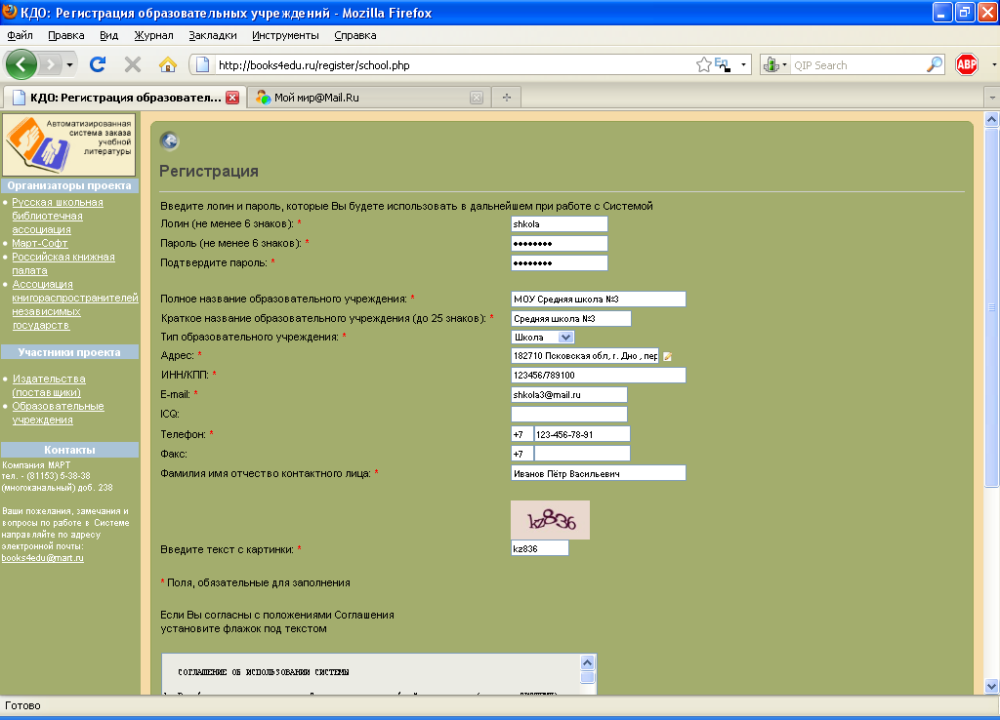 КДО: Регистрация образовательных учреждений - Mozilla Firefox
Файл Правка Вид Журнал Закладки Инструменты Справка
http://books4edu.ru/register/school.php
QIP Search
ABP
КДО: Регистрация образовател...
Мой мир@Mail.Ru
Автоматизированная
система заказа
учебной
литературы
Организаторы проекта
Русская школьная
библиотечная
ассоциация
Март-Софт
Российская книжная
палата
Ассоциация
книгораспространителей
независимых
государств
Участники проекта
Издательства
(поставщики)
Образовательные
учреждения
Контакты
Компания МАРТ
тел. - (81153) 5-38-38
(многоканальный) доб. 238
Ваши пожелания, замечания и
вопросы по работе в Системе
направляйте по адресу
электронной почты:
books4edu@mart.ru
Регистрация
Введите логин и пароль, которые Вы будете использовать в дальнейшем при работе с Системой
Логин (не менее 6 знаков): * shkola
Пароль (не менее 6 знаков): * ••••••••
Подтвердите пароль: * ••••••••
Полное название образовательного учреждения: * МОУ Средняя школа №3
Краткое название образовательного учреждения (до 25 знаков): * Средняя школа №3
Тип образовательного учреждения: * Школа
Адрес: * 182710 Псковская обл, г. Дно , пер
ИНН/КПП: * 123456/789100
E-mail: * shkola3@mail.ru
ICQ:
Телефон: * +7 123-456-78-91
Факс: +7
Фамилия имя отчество контактного лица: * Иванов Пётр Васильевич
kz836
Введите текст с картинки: * kz836
* Поля, обязательные для заполнения
Если Вы согласны с положениями Соглашения
установите флажок под текстом
СОГЛАШЕНИЕ ОБ ИСПОЛЬЗОВАНИИ СИСТЕМЫ
Готово